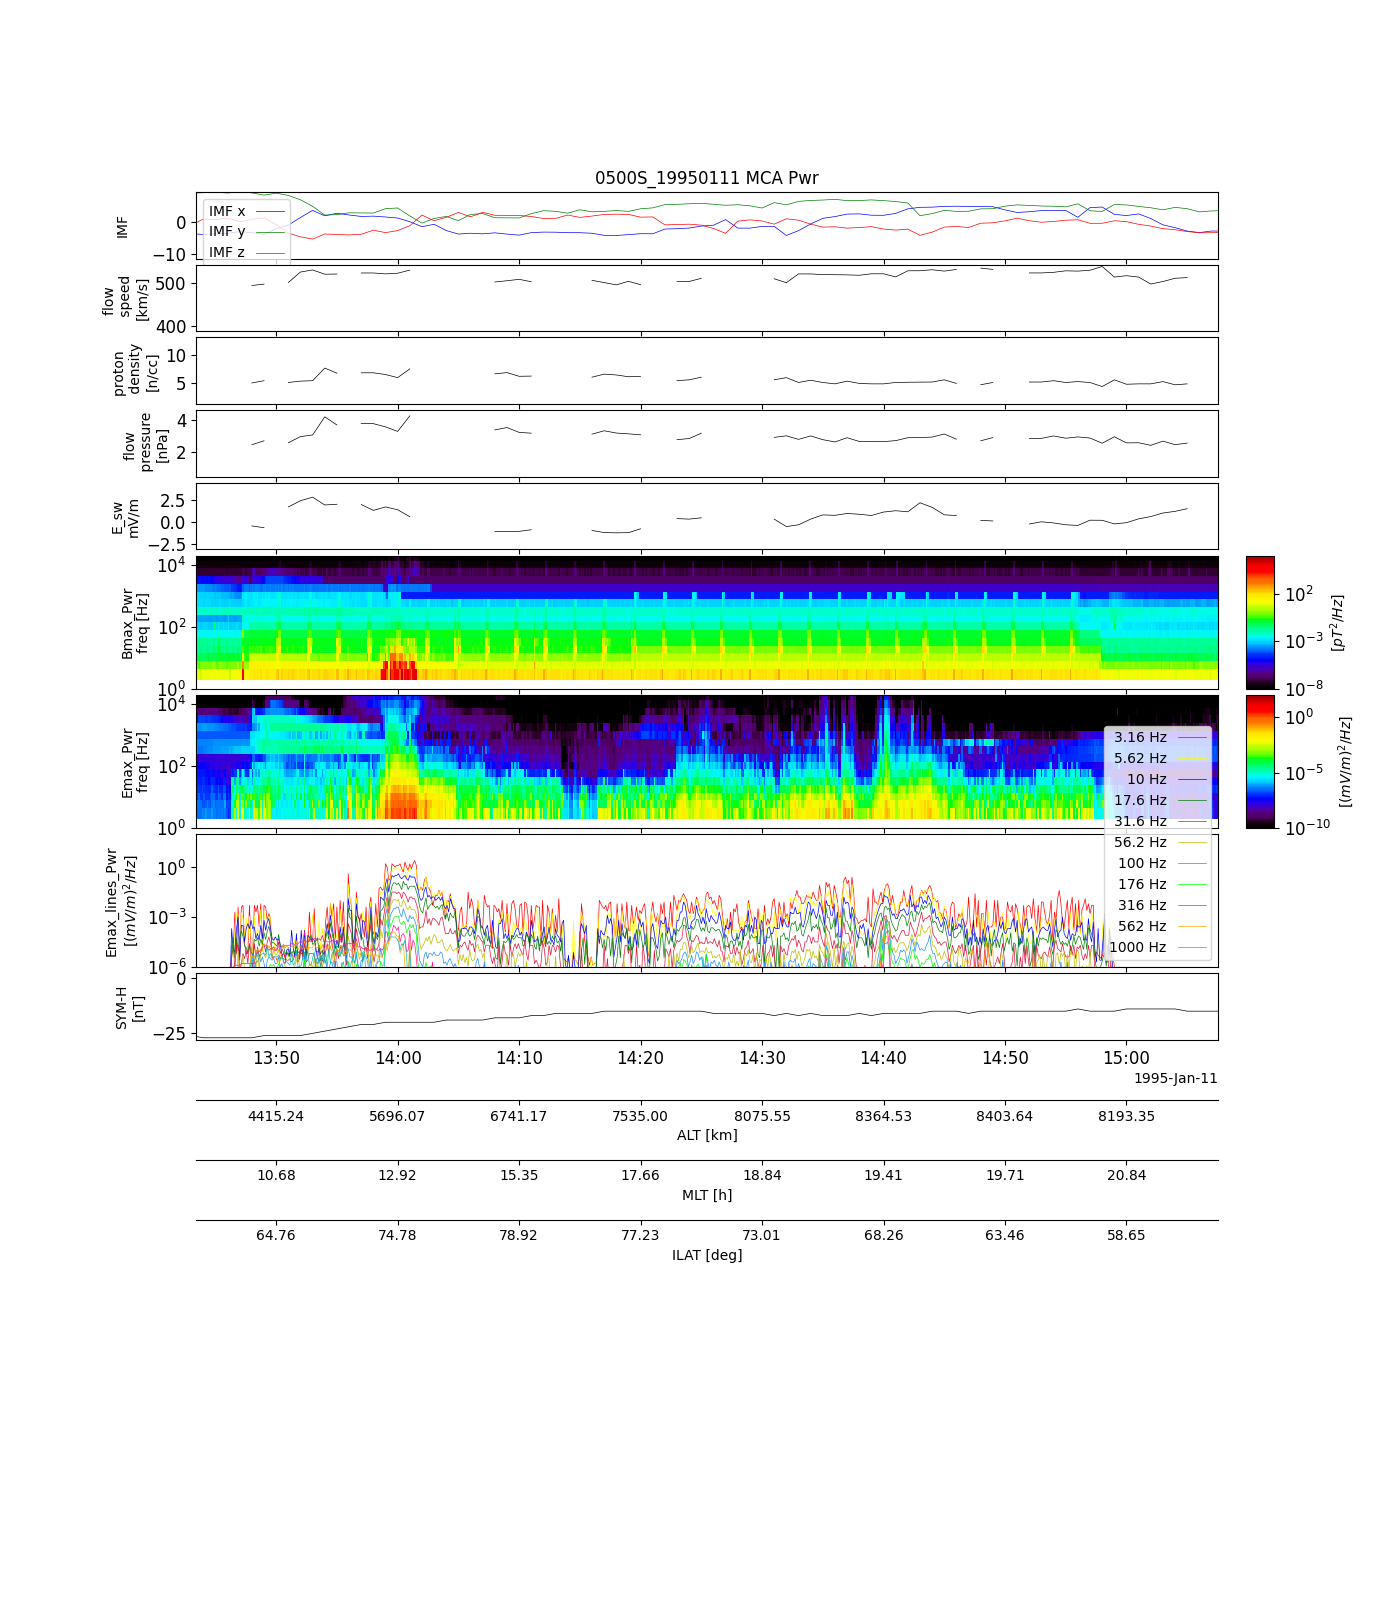 0500S_19950111 MCA Pwr
IMF
0
−10
IMF x
IMF y
IMF z
flow
speed
[km/s]
500
400
proton
density
[n/cc]
10
5
flow
pressure
[nPa]
4
2
E_sw
mV/m
2.5
0.0
−2.5
Bmax_Pwr
freq [Hz]
10^4
10^2
10^0
10^2
10^−3
10^−8
[pT^2/Hz]
Emax_Pwr
freq [Hz]
10^4
10^2
10^0
10^0
10^−5
10^−10
[(mV/m)^2/Hz]
3.16 Hz
5.62 Hz
10 Hz
17.6 Hz
31.6 Hz
56.2 Hz
100 Hz
176 Hz
316 Hz
562 Hz
1000 Hz
Emax_lines_Pwr
[(mV/m)^2/Hz]
10^0
10^−3
10^−6
SYM-H
[nT]
0
−25
13:50 14:00 14:10 14:20 14:30 14:40 14:50 15:00
1995-Jan-11
4415.24 5696.07 6741.17 7535.00 8075.55 8364.53 8403.64 8193.35
ALT [km]
10.68 12.92 15.35 17.66 18.84 19.41 19.71 20.84
MLT [h]
64.76 74.78 78.92 77.23 73.01 68.26 63.46 58.65
ILAT [deg]